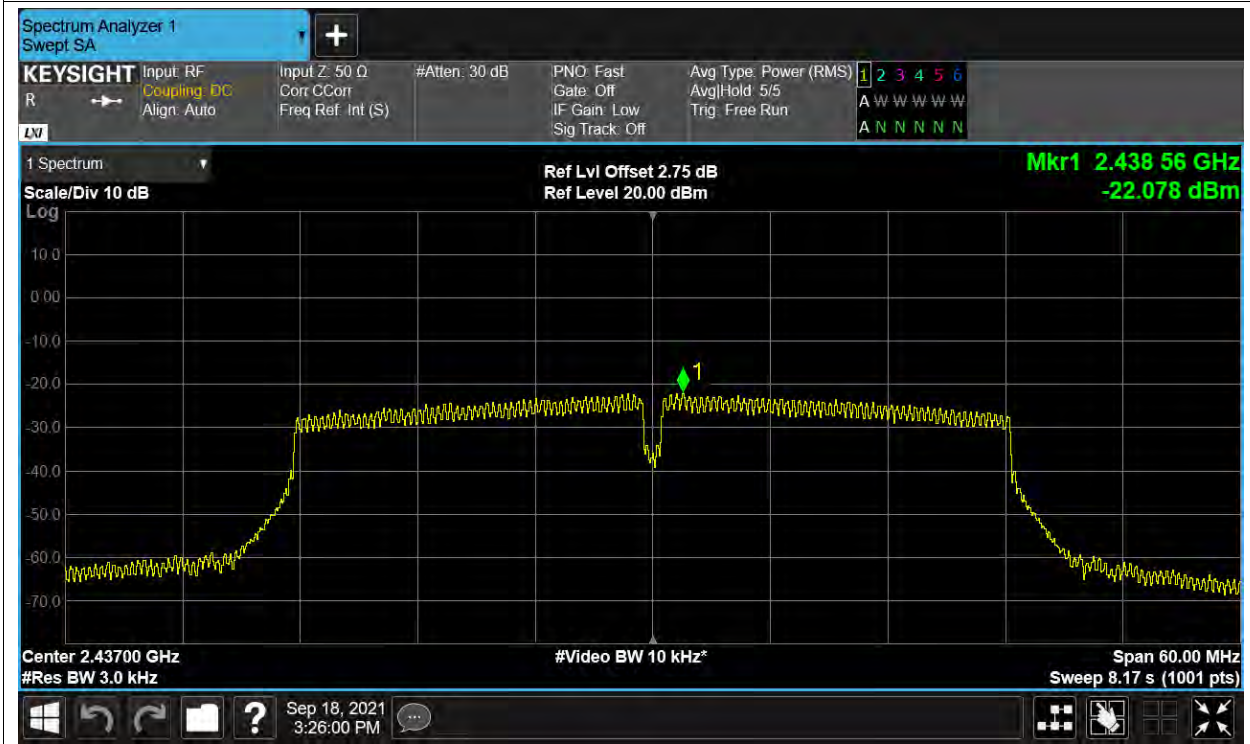 Spectrum Analyzer 1
Swept SA
+
KEYSIGHT
R
LXI
Input: RF
Coupling: DC
Align: Auto
Input Z: 50 Ω
Corr CCorr
Freq Ref: Int (S)
#Atten: 30 dB
PNO: Fast
Gate: Off
IF Gain: Low
Sig Track: Off
Avg Type: Power (RMS)
Avg|Hold: 5/5
Trig: Free Run
1 2 3 4 5 6
A W W W W W
A N N N N N
1 Spectrum
Scale/Div 10 dB
Ref Lvl Offset 2.75 dB
Ref Level 20.00 dBm
Mkr1 2.438 56 GHz
-22.078 dBm
Log
10.0
0.00
-10.0
-20.0
-30.0
-40.0
-50.0
-60.0
-70.0
1
Center 2.43700 GHz
#Res BW 3.0 kHz
#Video BW 10 kHz*
Span 60.00 MHz
Sweep 8.17 s (1001 pts)
?
Sep 18, 2021
3:26:00 PM